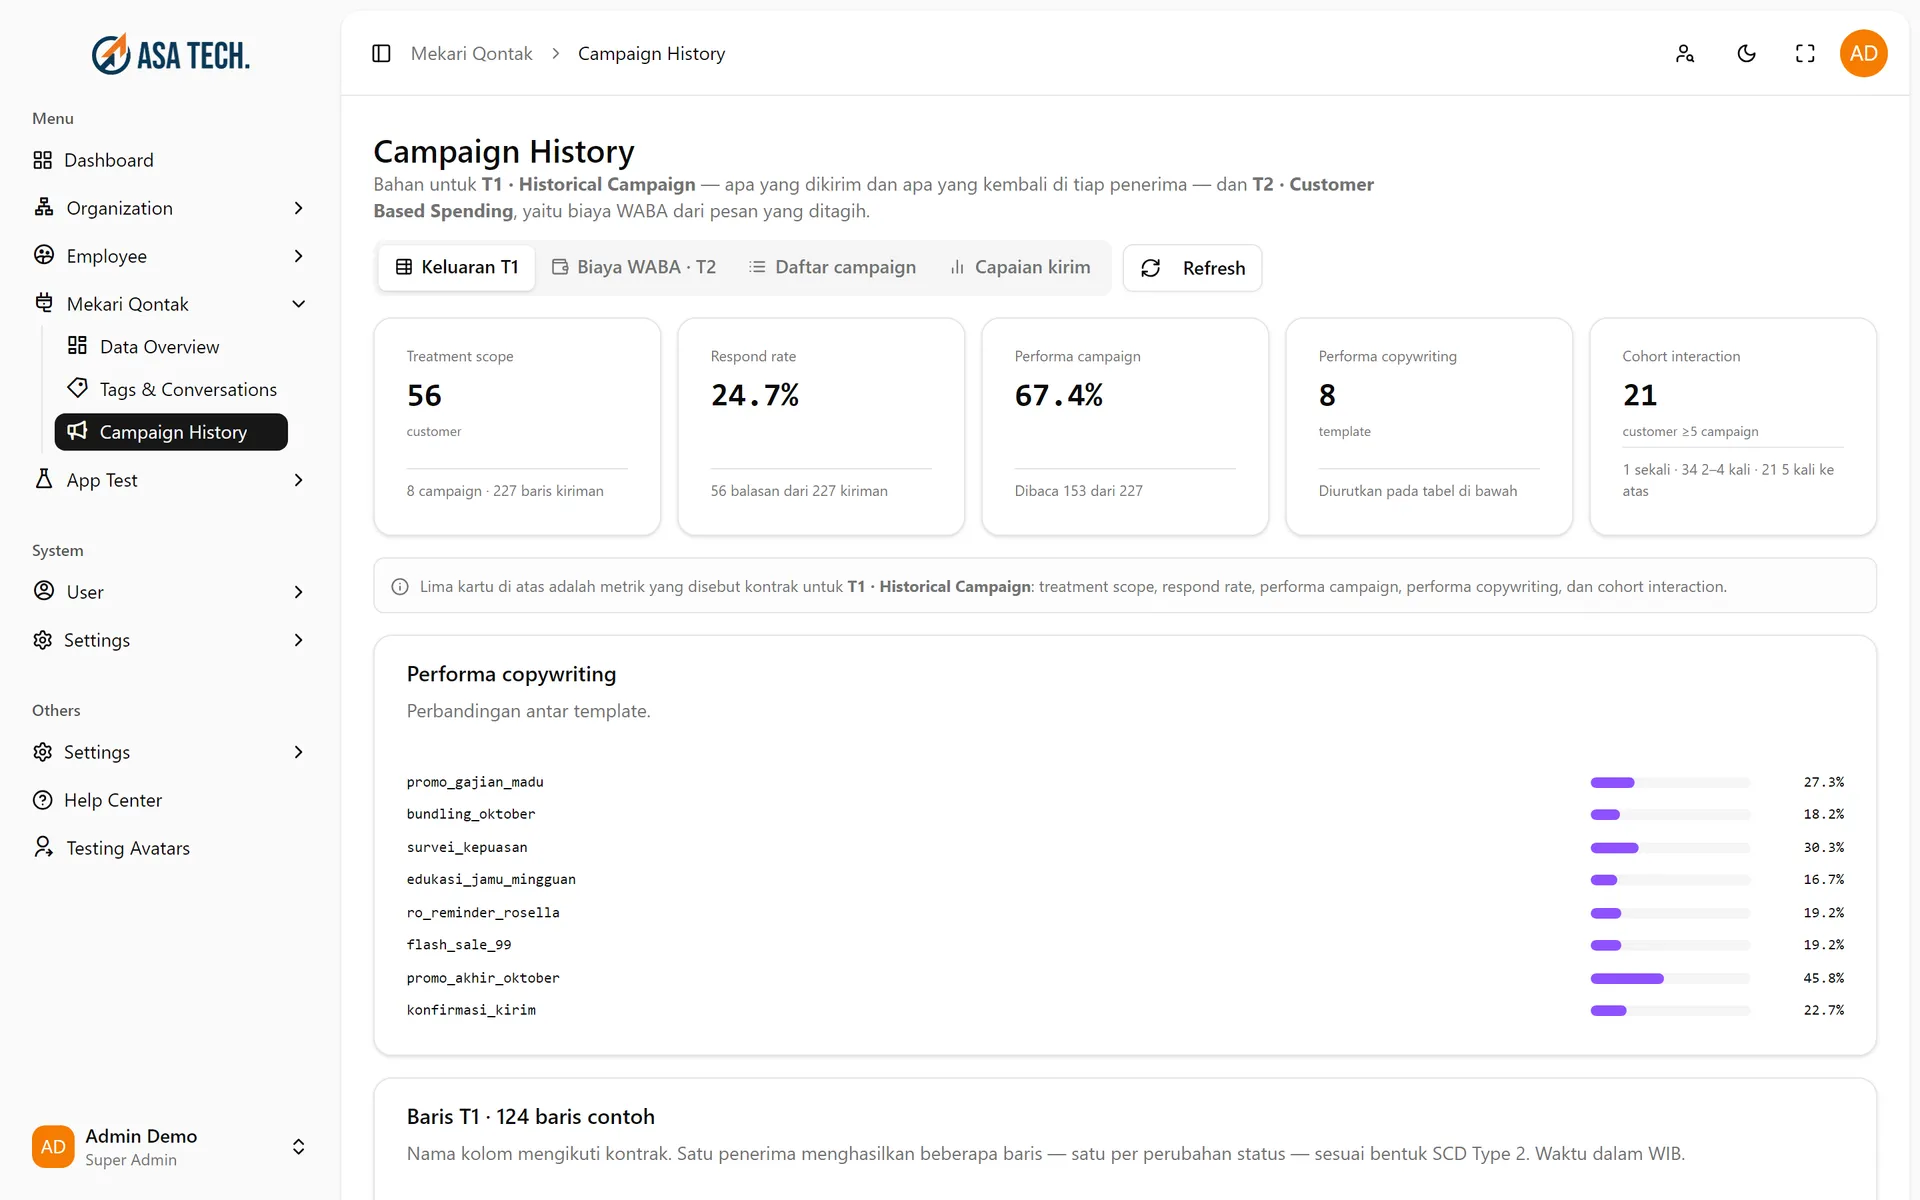 ASA TECH.
Menu
Dashboard
Organization
Employee
Mekari Qontak
Data Overview
Tags & Conversations
Campaign History
App Test
System
User
Settings
Others
Settings
Help Center
Testing Avatars
AD
Admin Demo
Super Admin
Mekari Qontak > Campaign History
AD
Campaign History
Bahan untuk T1 · Historical Campaign — apa yang dikirim dan apa yang kembali di tiap penerima — dan T2 · Customer
Based Spending, yaitu biaya WABA dari pesan yang ditagih.
Keluaran T1 Biaya WABA · T2 Daftar campaign Capaian kirim Refresh
Treatment scope
56
customer
8 campaign · 227 baris kiriman
Respond rate
24.7%
56 balasan dari 227 kiriman
Performa campaign
67.4%
Dibaca 153 dari 227
Performa copywriting
8
template
Diurutkan pada tabel di bawah
Cohort interaction
21
customer ≥5 campaign
1 sekali · 34 2–4 kali · 21 5 kali ke
atas
Lima kartu di atas adalah metrik yang disebut kontrak untuk T1 · Historical Campaign: treatment scope, respond rate, performa campaign, performa copywriting, dan cohort interaction.
Performa copywriting
Perbandingan antar template.
promo_gajian_madu 27.3%
bundling_oktober 18.2%
survei_kepuasan 30.3%
edukasi_jamu_mingguan 16.7%
ro_reminder_rosella 19.2%
flash_sale_99 19.2%
promo_akhir_oktober 45.8%
konfirmasi_kirim 22.7%
Baris T1 · 124 baris contoh
Nama kolom mengikuti kontrak. Satu penerima menghasilkan beberapa baris — satu per perubahan status — sesuai bentuk SCD Type 2. Waktu dalam WIB.